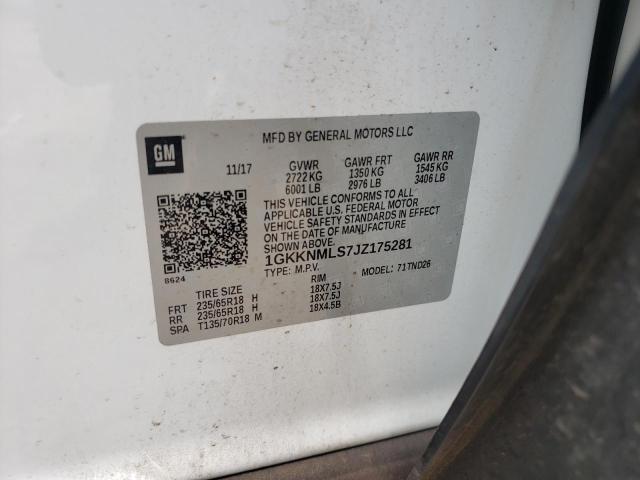 GM
MFD BY GENERAL MOTORS LLC
11/17 GVWR GAWR FRT GAWR RR
2722 KG 1350 KG 1545 KG
6001 LB 2976 LB 3406 LB
THIS VEHICLE CONFORMS TO ALL
APPLICABLE U.S. FEDERAL MOTOR
VEHICLE SAFETY STANDARDS IN EFFECT
ON THE DATE OF MANUFACTURE
SHOWN ABOVE.
1GKKNMLS7JZ175281
TYPE: M.P.V. MODEL: 71TND26
8624
TIRE SIZE RIM
FRT 235/65R18 H 18X7.5J
RR 235/65R18 H 18X7.5J
SPA T135/70R18 M 18X4.5B